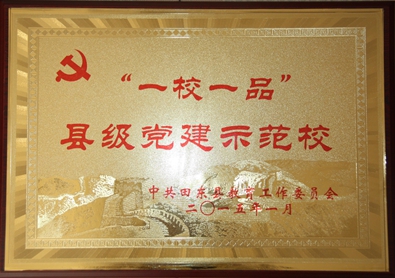 “一校一品”
县级党建示范校
中共田东县教育工作委员会
二〇一五年一月